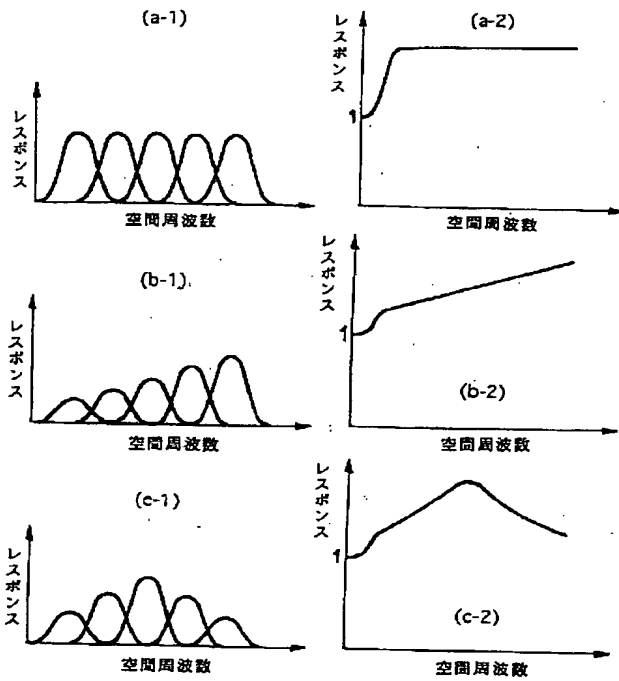 (a-1)
レスポンス
空間周波数
(a-2)
レスポンス
1
空間周波数
(b-1)
レスポンス
空間周波数
レスポンス
1
(b-2)
空間周波数
(c-1)
レスポンス
空間周波数
レスポンス
1
(c-2)
空間周波数